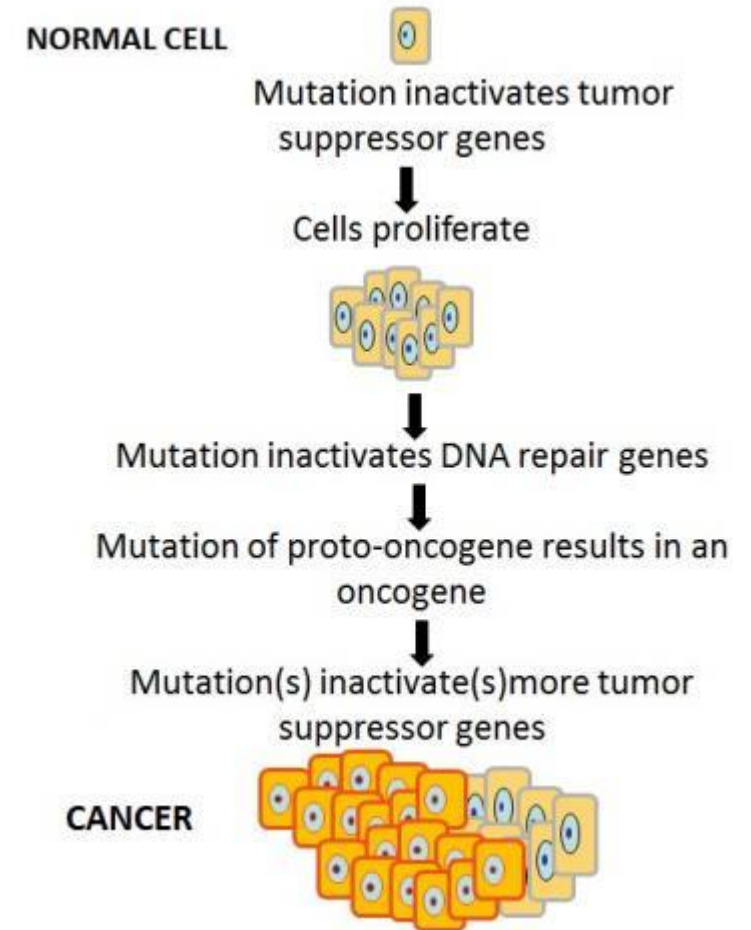 NORMAL CELL
Mutation inactivates tumor
suppressor genes
Cells proliferate
Mutation inactivates DNA repair genes
Mutation of proto-oncogene results in an
oncogene
Mutation(s) inactivate(s)more tumor
suppressor genes
CANCER